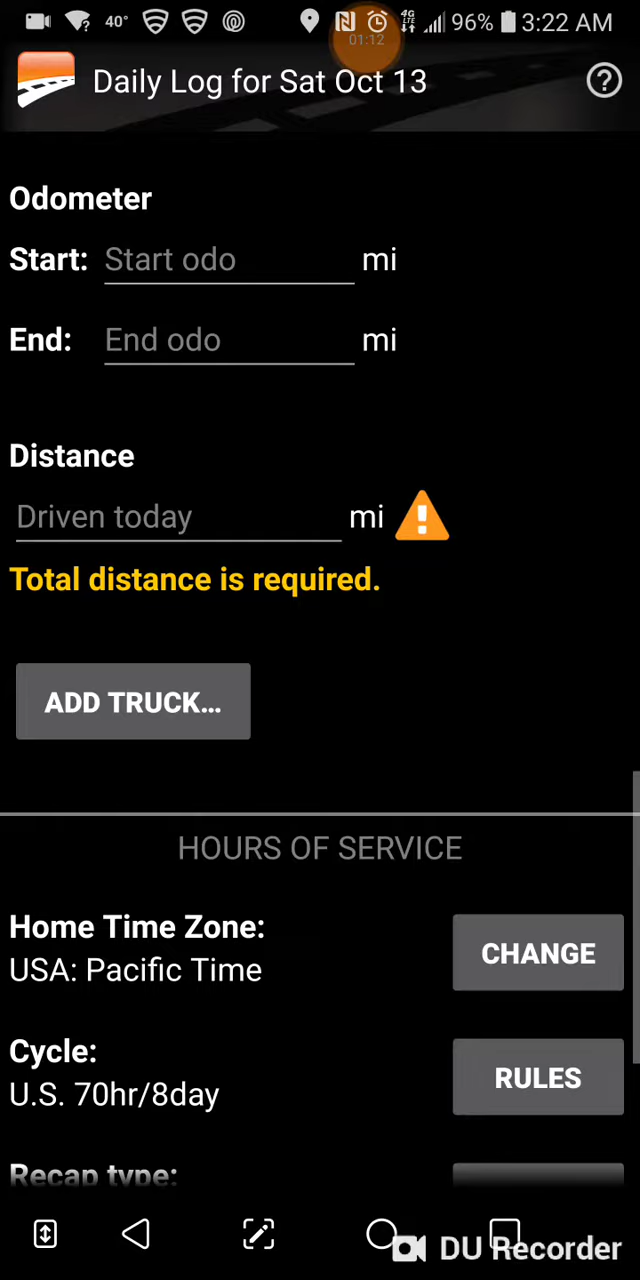 40° 4G LTE 96% 3:22 AM
01:12
Daily Log for Sat Oct 13
?
Odometer
Start: Start odo mi
End: End odo mi
Distance
Driven today mi
Total distance is required.
ADD TRUCK...
HOURS OF SERVICE
Home Time Zone:
USA: Pacific Time
CHANGE
Cycle:
U.S. 70hr/8day
RULES
Recap type:
DU Recorder